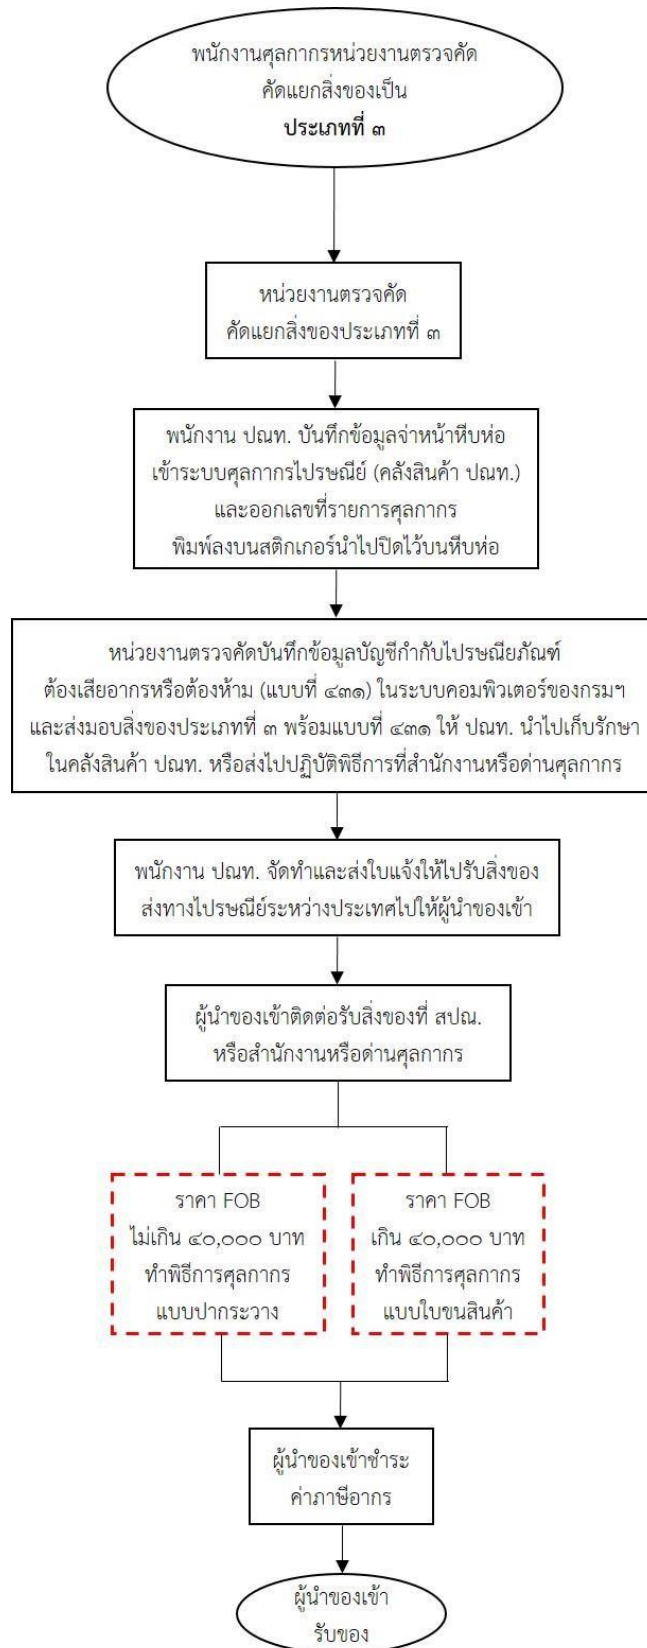 พนักงานศุลกากรหน่วยงานตรวจคัด
คัดแยกสิ่งของเป็น
ประเภทที่ ๓
หน่วยงานตรวจคัด
คัดแยกสิ่งของประเภทที่ ๓
พนักงาน ปณท. บันทึกข้อมูลจ่าหน้าหีบห่อ
เข้าระบบศุลกากรไปรษณีย์ (คลังสินค้า ปณท.)
และออกเลขที่รายการศุลกากร
พิมพ์ลงบนสติกเกอร์นำไปปิดไว้บนหีบห่อ
หน่วยงานตรวจคัดบันทึกข้อมูลบัญชีกำกับไปรษณียภัณฑ์
ต้องเสียอากรหรือต้องห้าม (แบบที่ ๔๓๑) ในระบบคอมพิวเตอร์ของกรมฯ
และส่งมอบสิ่งของประเภทที่ ๓ พร้อมแบบที่ ๔๓๑ ให้ ปณท. นำไปเก็บรักษา
ในคลังสินค้า ปณท. หรือส่งไปปฏิบัติพิธีการที่สำนักงานหรือด่านศุลกากร
พนักงาน ปณท. จัดทำและส่งใบแจ้งให้ไปรับสิ่งของ
ส่งทางไปรษณีย์ระหว่างประเทศไปให้ผู้นำของเข้า
ผู้นำของเข้าติดต่อรับสิ่งของที่ สปณ.
หรือสำนักงานหรือด่านศุลกากร
ราคา FOB
ไม่เกิน ๔๐,๐๐๐ บาท
ทำพิธีการศุลกากร
แบบปากระวาง
ราคา FOB
เกิน ๔๐,๐๐๐ บาท
ทำพิธีการศุลกากร
แบบใบขนสินค้า
ผู้นำของเข้าชำระ
ค่าภาษีอากร
ผู้นำของเข้า
รับของ